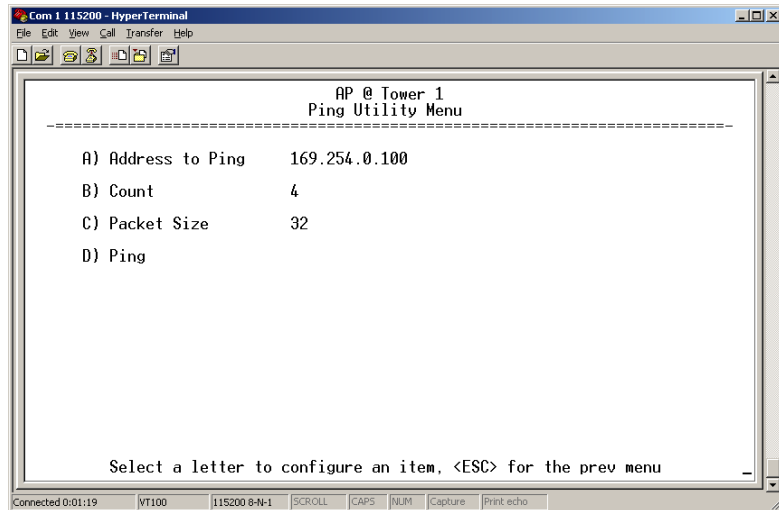 Com 1 115200 - HyperTerminal
File Edit View Call Transfer Help
AP @ Tower 1
Ping Utility Menu
-==========================================================================-
A) Address to Ping 169.254.0.100
B) Count 4
C) Packet Size 32
D) Ping
Select a letter to configure an item, <ESC> for the prev menu _
Connected 0:01:19 VT100 115200 8-N-1 SCROLL CAPS NUM Capture Print echo